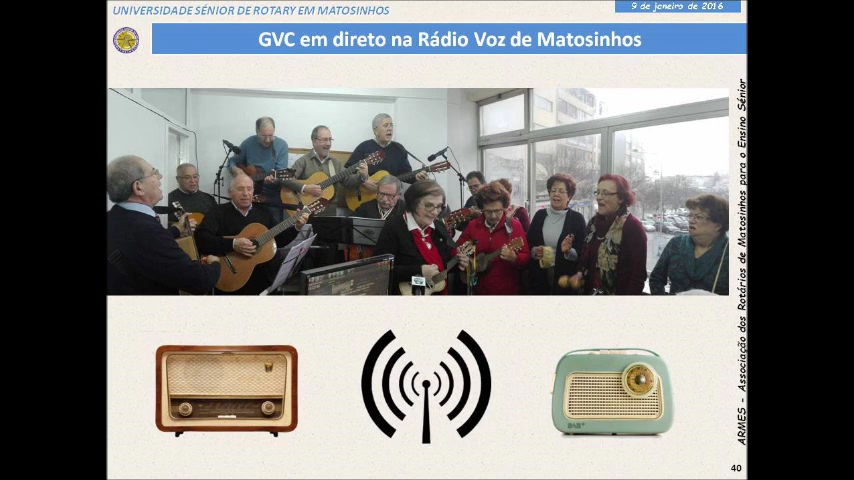 UNIVERSIDADE SÉNIOR DE ROTARY EM MATOSINHOS
9 de janeiro de 2016
GVC em direto na Rádio Voz de Matosinhos
ARMES - Associação dos Rotários de Matosinhos para o Ensino Sénior
DAB+
40